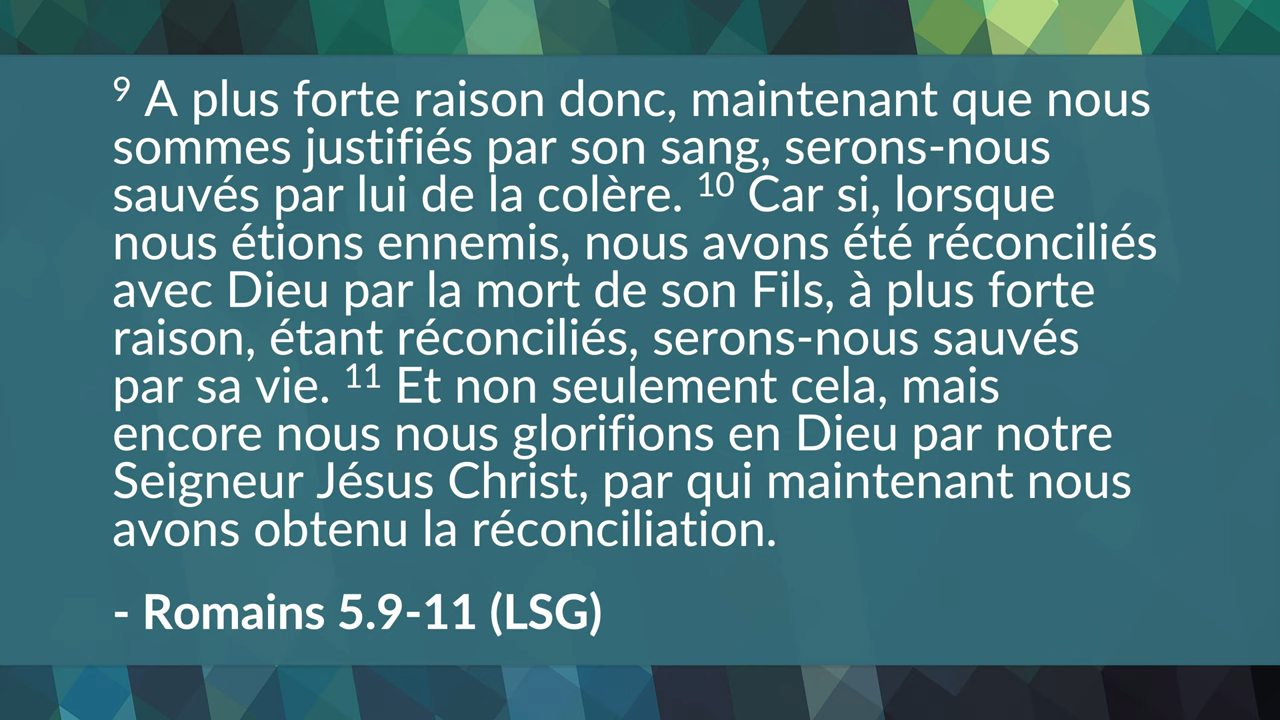 ⁹ A plus forte raison donc, maintenant que nous
sommes justifiés par son sang, serons-nous
sauvés par lui de la colère. ¹⁰ Car si, lorsque
nous étions ennemis, nous avons été réconciliés
avec Dieu par la mort de son Fils, à plus forte
raison, étant réconciliés, serons-nous sauvés
par sa vie. ¹¹ Et non seulement cela, mais
encore nous nous glorifions en Dieu par notre
Seigneur Jésus Christ, par qui maintenant nous
avons obtenu la réconciliation.
- Romains 5.9-11 (LSG)